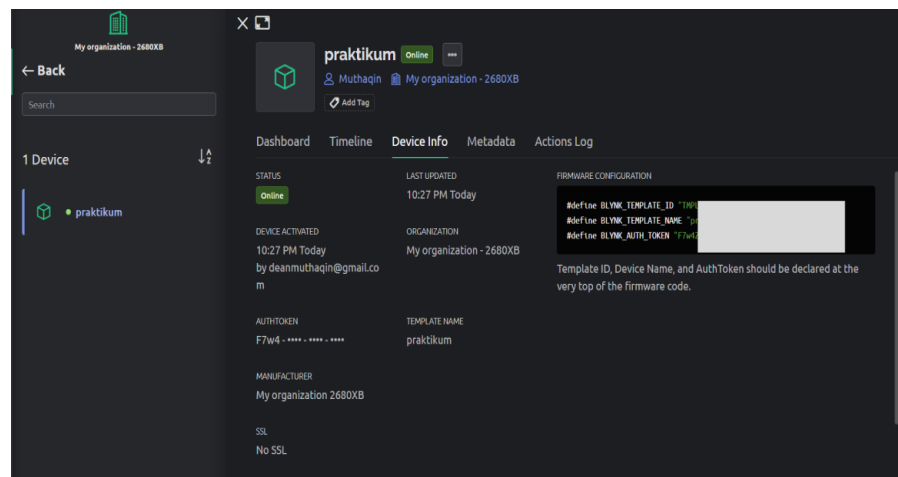 My organization - 2680XB
← Back
Search
1 Device
praktikum
praktikum Online
Muthaqin My organization - 2680XB
Add Tag
Dashboard Timeline Device Info Metadata Actions Log
STATUS
Online
LAST UPDATED
10:27 PM Today
DEVICE ACTIVATED
10:27 PM Today
by deanmuthaqin@gmail.co
m
ORGANIZATION
My organization - 2680XB
AUTHTOKEN
F7w4 - •••• - •••• - ••••
TEMPLATE NAME
praktikum
MANUFACTURER
My organization 2680XB
SSL
No SSL
FIRMWARE CONFIGURATION
#define BLYNK_TEMPLATE_ID "TMPL
#define BLYNK_TEMPLATE_NAME "pr
#define BLYNK_AUTH_TOKEN "F7w4Z
Template ID, Device Name, and AuthToken should be declared at the
very top of the firmware code.